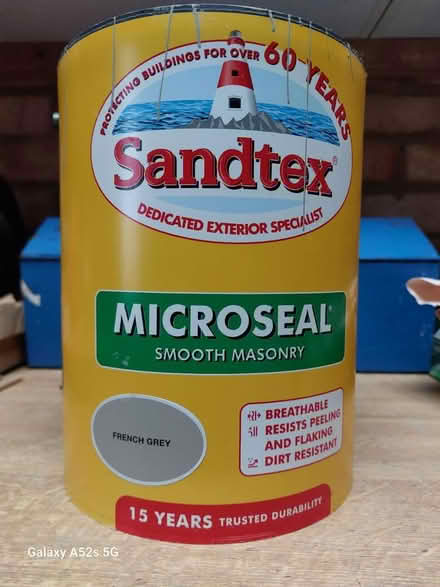 PROTECTING BUILDINGS FOR OVER 60 YEARS
Sandtex®
DEDICATED EXTERIOR SPECIALIST
MICROSEAL
SMOOTH MASONRY
FRENCH GREY
BREATHABLE
RESISTS PEELING
AND FLAKING
DIRT RESISTANT
15 YEARS TRUSTED DURABILITY
Galaxy A52s 5G